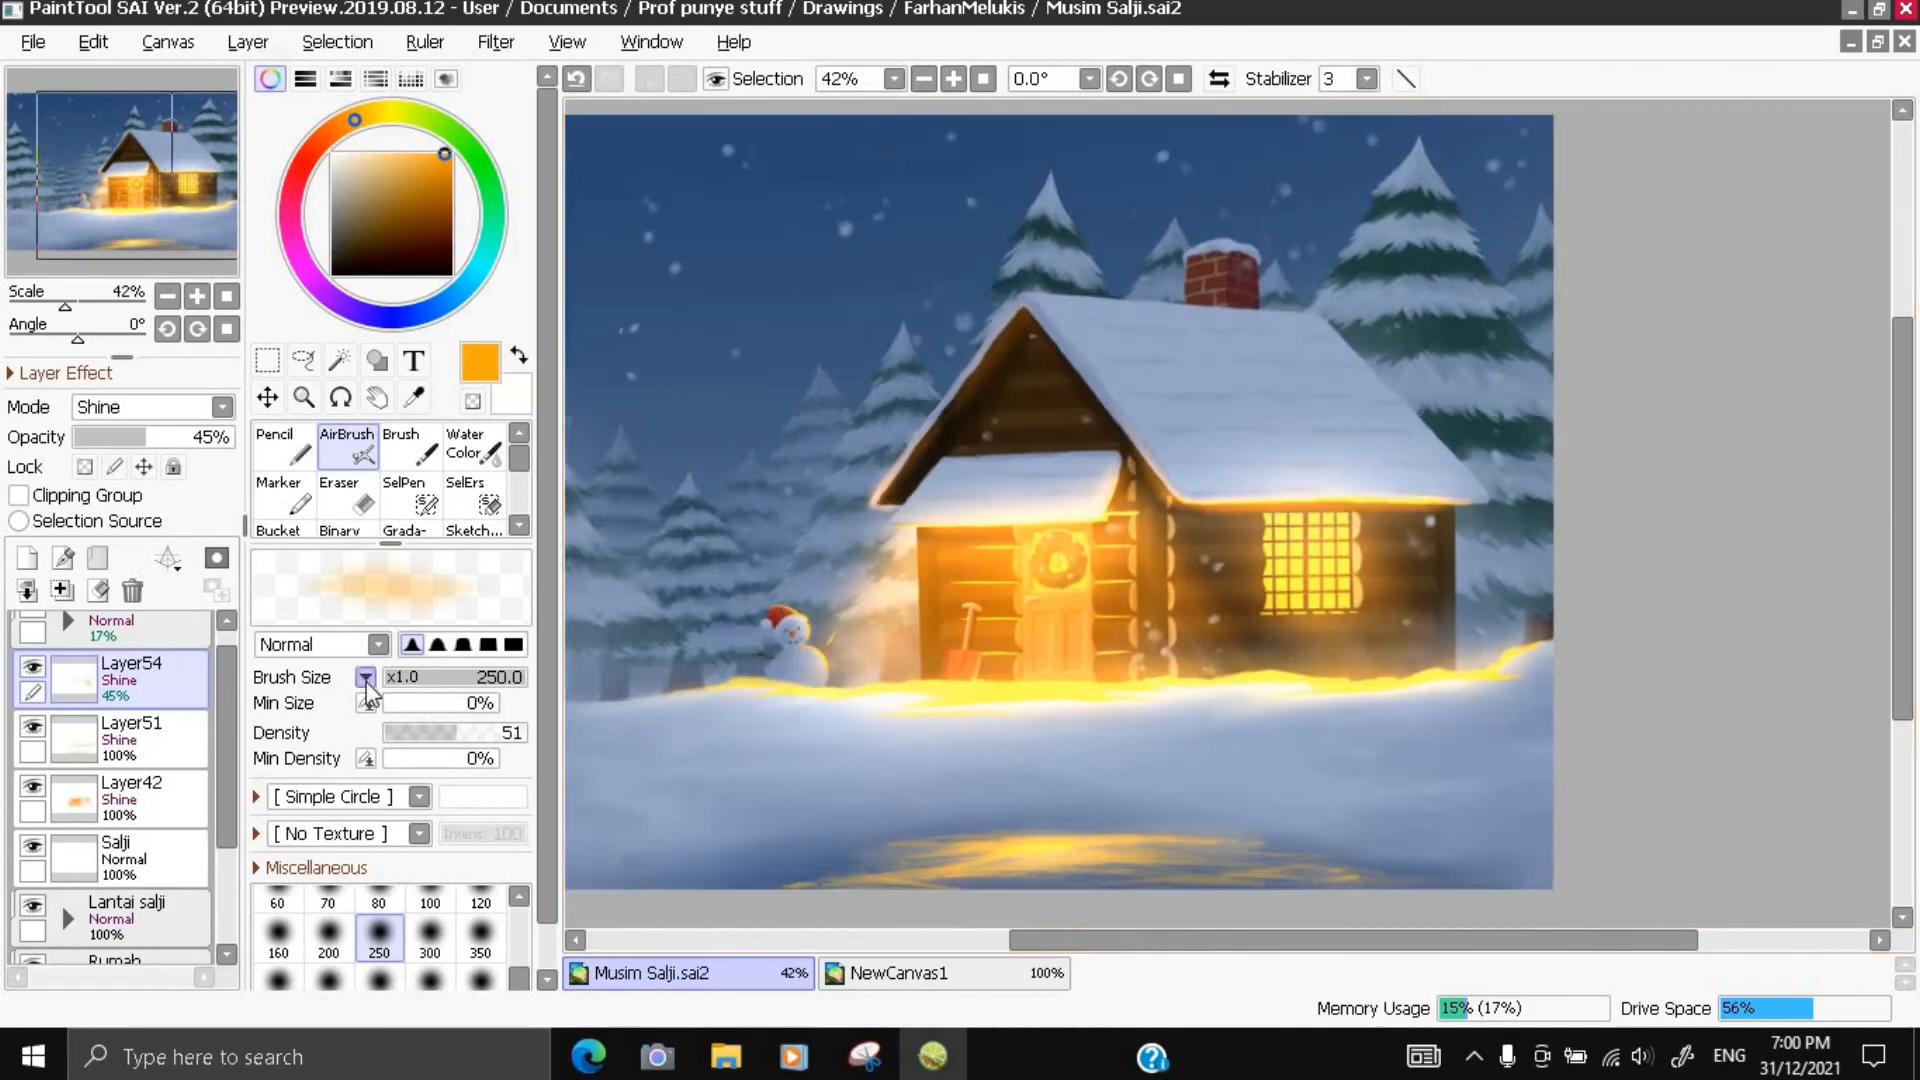 PaintTool SAI Ver.2 (64bit) Preview.2019.08.12 - User / Documents / Prof punye stuff / Drawings / FarhanMelukis / Musim Salji.sai2
File Edit Canvas Layer Selection Ruler Filter View Window Help
Selection 42% 0.0° Stabilizer 3
Scale 42%
Angle 0°
Layer Effect
Mode Shine
Opacity 45%
Lock
Clipping Group
Selection Source
Normal
17%
Layer54
Shine
45%
Layer51
Shine
100%
Layer42
Shine
100%
Salji
Normal
100%
Lantai salji
Normal
100%
Rumah
T
Pencil AirBrush Brush Water Color
Marker Eraser SelPen SelErs
Bucket Binary Grada- Sketch...
Normal
Brush Size x1.0 250.0
Min Size 0%
Density 51
Min Density 0%
[ Simple Circle ]
[ No Texture ] Intens. 100
Miscellaneous
60 70 80 100 120
160 200 250 300 350
Musim Salji.sai2 42% NewCanvas1 100%
Memory Usage 15% (17%) Drive Space 56%
Type here to search
ENG
7:00 PM
31/12/2021